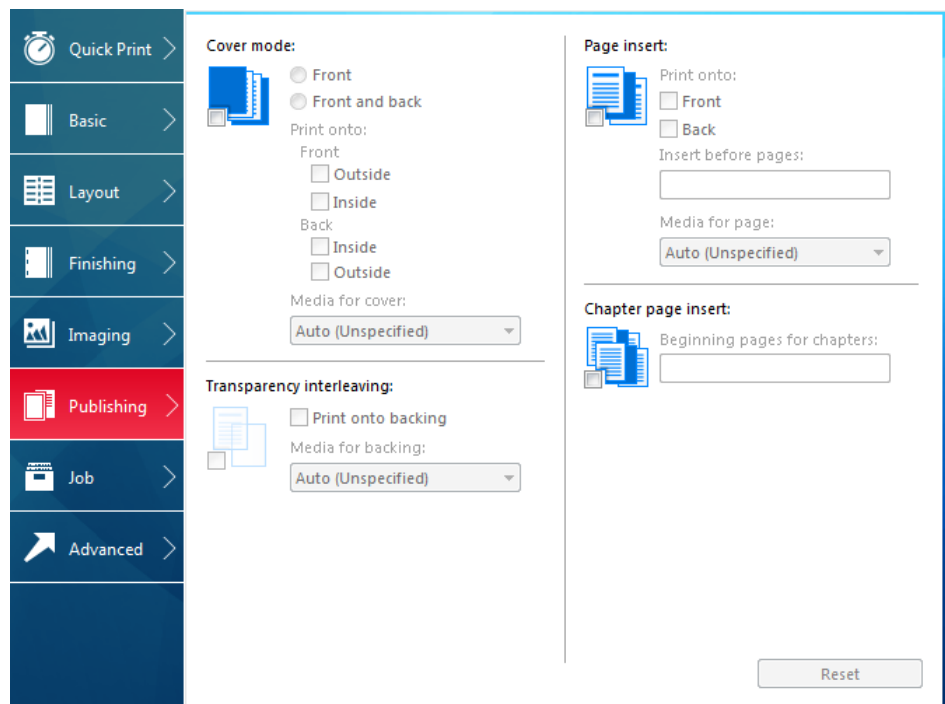 Quick Print
Basic
Layout
Finishing
Imaging
Publishing
Job
Advanced
Cover mode:
Front
Front and back
Print onto:
Front
Outside
Inside
Back
Inside
Outside
Media for cover:
Auto (Unspecified)
Transparency interleaving:
Print onto backing
Media for backing:
Auto (Unspecified)
Page insert:
Print onto:
Front
Back
Insert before pages:
Media for page:
Auto (Unspecified)
Chapter page insert:
Beginning pages for chapters:
Reset